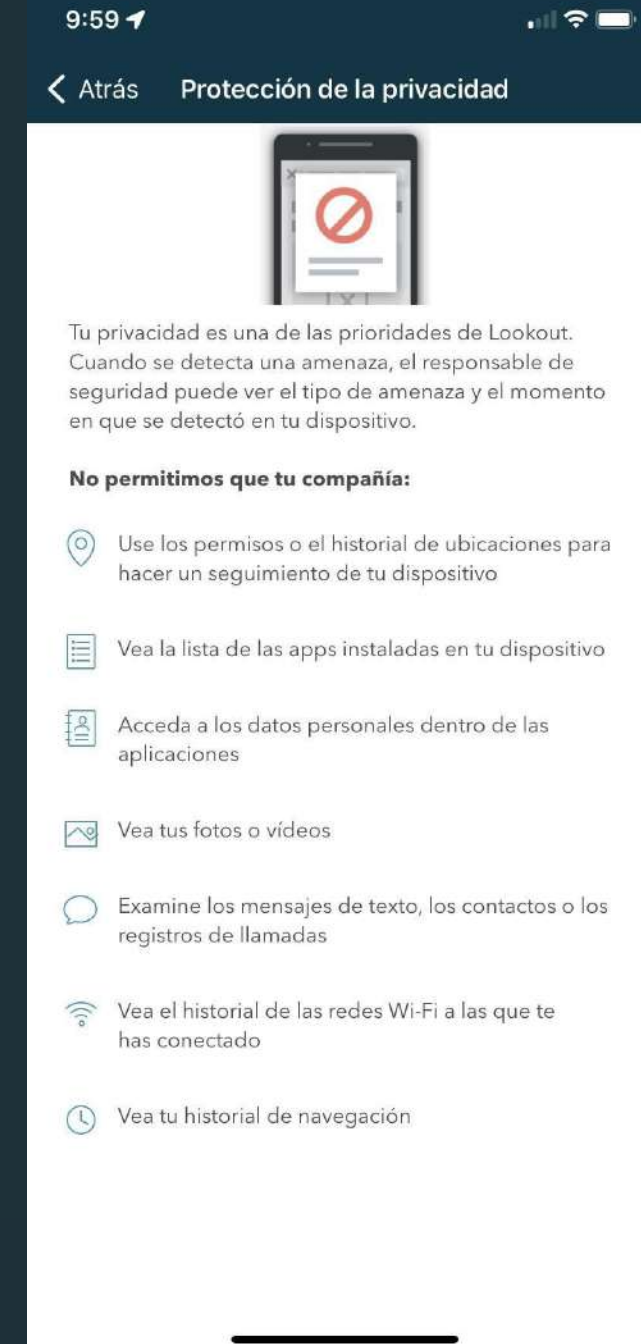 9:59
Atrás Protección de la privacidad
Tu privacidad es una de las prioridades de Lookout.
Cuando se detecta una amenaza, el responsable de
seguridad puede ver el tipo de amenaza y el momento
en que se detectó en tu dispositivo.
No permitimos que tu compañía:
Use los permisos o el historial de ubicaciones para
hacer un seguimiento de tu dispositivo
Vea la lista de las apps instaladas en tu dispositivo
Acceda a los datos personales dentro de las
aplicaciones
Vea tus fotos o vídeos
Examine los mensajes de texto, los contactos o los
registros de llamadas
Vea el historial de las redes Wi-Fi a las que te
has conectado
Vea tu historial de navegación